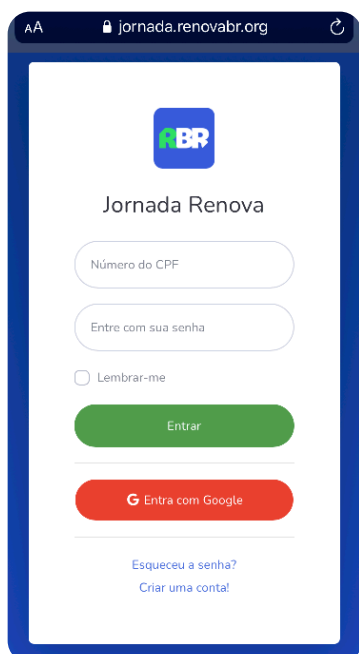 AA jornada.renovabr.org
RBR
Jornada Renova
Número do CPF
Entre com sua senha
Lembrar-me
Entrar
G Entra com Google
Esqueceu a senha?
Criar uma conta!